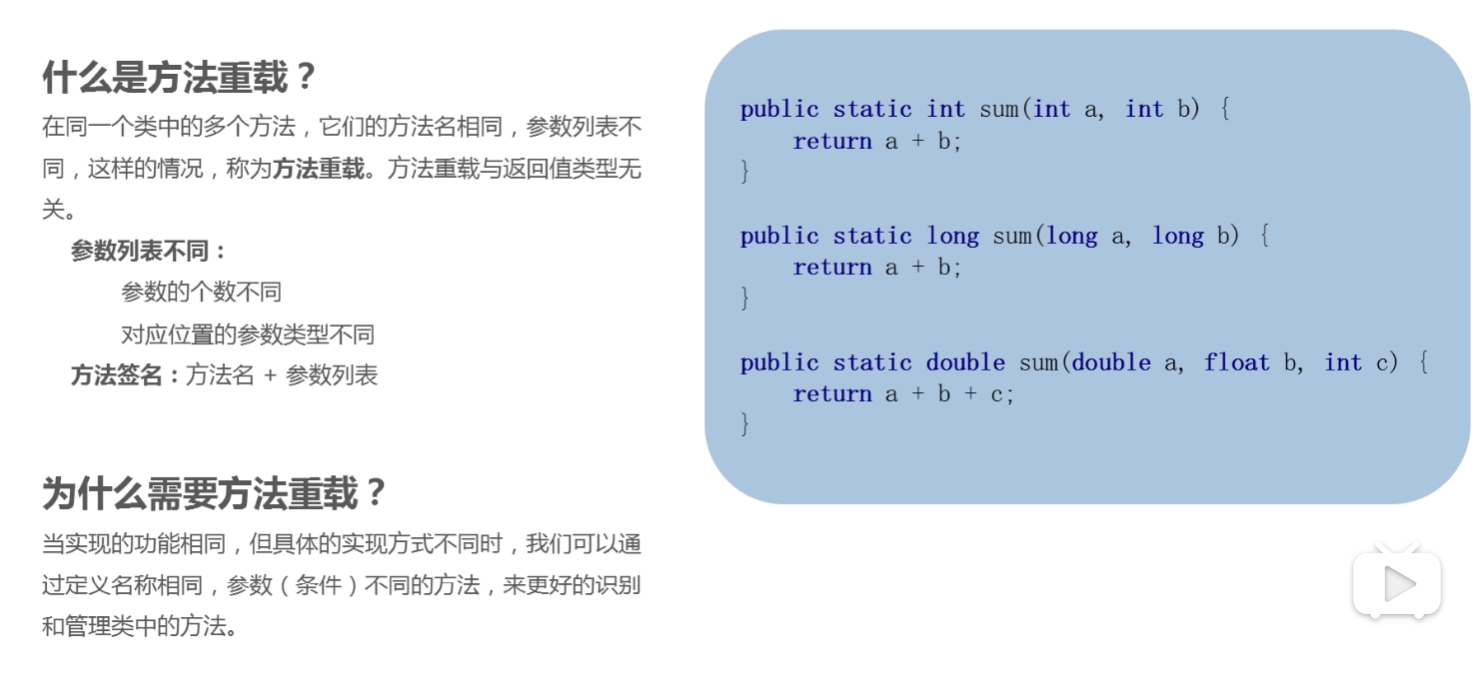 什么是方法重载？
在同一个类中的多个方法，它们的方法名相同，参数列表不
同，这样的情况，称为方法重载。方法重载与返回值类型无
关。
参数列表不同：
参数的个数不同
对应位置的参数类型不同
方法签名：方法名 + 参数列表
为什么需要方法重载？
当实现的功能相同，但具体的实现方式不同时，我们可以通
过定义名称相同，参数（条件）不同的方法，来更好的识别
和管理类中的方法。
public static int sum(int a, int b) {
    return a + b;
}
public static long sum(long a, long b) {
    return a + b;
}
public static double sum(double a, float b, int c) {
    return a + b + c;
}